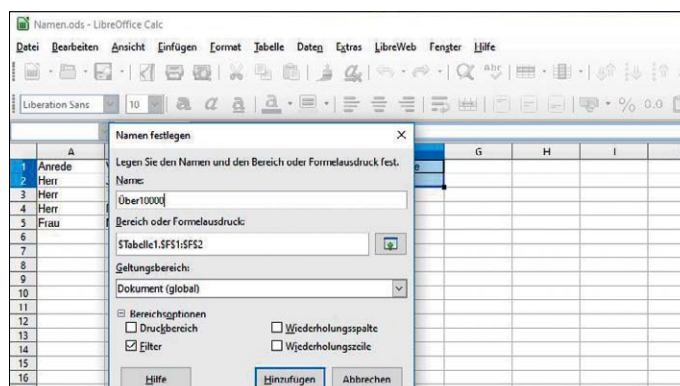 Namen.ods - LibreOffice Calc
Datei Bearbeiten Ansicht Einfügen Format Tabelle Daten Extras LibreWeb Fenster Hilfe
Liberation Sans 10 % 0.0
Namen festlegen
A G H I
1 Anrede
2 Herr
3 Herr
4 Herr
5 Frau
6
7
8
9
10
11
12
13
14
15
16
Legen Sie den Namen und den Bereich oder Formelausdruck fest.
Name:
Über10000
Bereich oder Formelausdruck:
$Tabelle1.$F$1:$F$2
Geltungsbereich:
Dokument (global)
Bereichsoptionen
Druckbereich Wiederholungsspalte
Filter Wiederholungszeile
Hilfe Hinzufügen Abbrechen